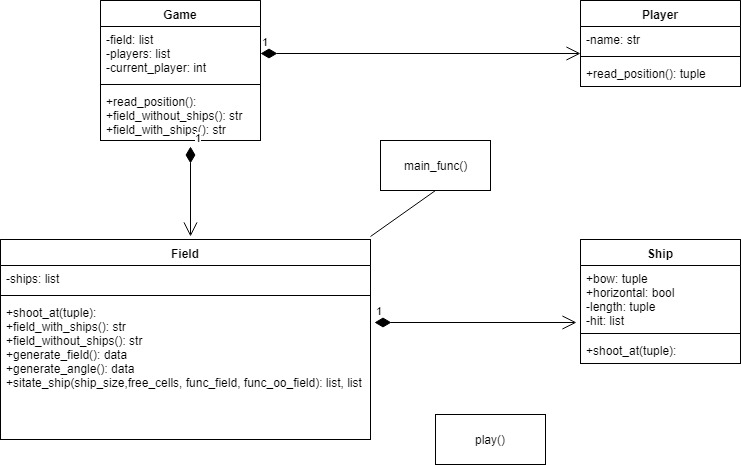 Game
-field: list
-players: list
-current_player: int
+read_position():
+field_without_ships(): str
+field_with_ships(): str
1
1
Player
-name: str
+read_position(): tuple
main_func()
Field
-ships: list
+shoot_at(tuple):
+field_with_ships(): str
+field_without_ships(): str
+generate_field(): data
+generate_angle(): data
+sitate_ship(ship_size,free_cells, func_field, func_oo_field): list, list
1
Ship
+bow: tuple
+horizontal: bool
-length: tuple
-hit: list
+shoot_at(tuple):
play()